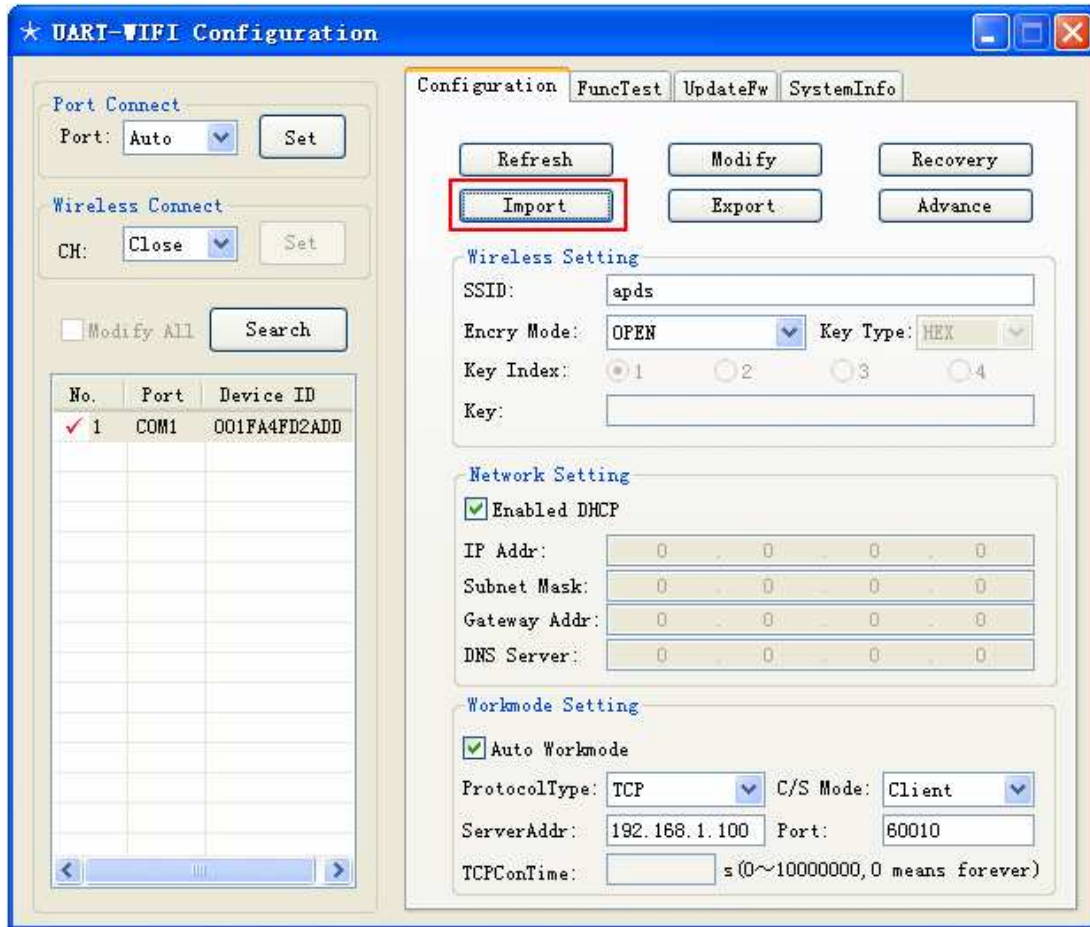 UART-WIFI Configuration
Port Connect
Port: Auto Set
Wireless Connect
CH: Close Set
Modify All Search
No. Port Device ID
1 COM1 001FA4FD2ADD
Configuration FuncTest UpdateFw SystemInfo
Refresh Modify Recovery
Import Export Advance
Wireless Setting
SSID: apds
Encry Mode: OPEN Key Type: HEX
Key Index: 1 2 3 4
Key:
Network Setting
Enabled DHCP
IP Addr: 0 . 0 . 0 . 0
Subnet Mask: 0 . 0 . 0 . 0
Gateway Addr: 0 . 0 . 0 . 0
DNS Server: 0 . 0 . 0 . 0
Workmode Setting
Auto Workmode
ProtocolType: TCP C/S Mode: Client
ServerAddr: 192.168.1.100 Port: 60010
TCPConTime: s(0～10000000,0 means forever)